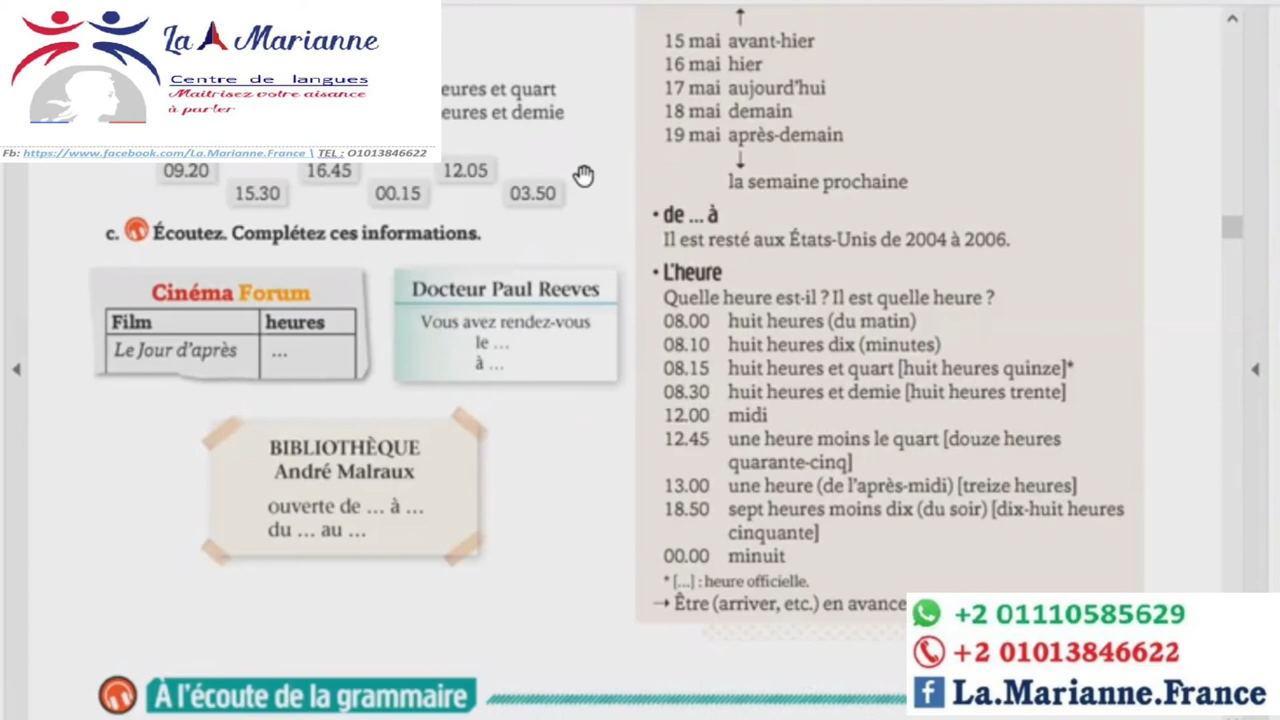 La Marianne
Centre de langues
Maîtrisez votre aisance
à parler
Fb: https://www.facebook.com/La.Marianne.France \ TEL : 01013846622
eures et quart
eures et demie
09.20
16.45
12.05
15.30
00.15
03.50
c. Écoutez. Complétez ces informations.
Cinéma Forum
Film heures
Le Jour d'après ...
Docteur Paul Reeves
Vous avez rendez-vous
le ...
à ...
BIBLIOTHÈQUE
André Malraux
ouverte de ... à ...
du ... au ...
À l'écoute de la grammaire
15 mai avant-hier
16 mai hier
17 mai aujourd'hui
18 mai demain
19 mai après-demain
la semaine prochaine
• de ... à
Il est resté aux États-Unis de 2004 à 2006.
• L'heure
Quelle heure est-il ? Il est quelle heure ?
08.00 huit heures (du matin)
08.10 huit heures dix (minutes)
08.15 huit heures et quart [huit heures quinze]*
08.30 huit heures et demie [huit heures trente]
12.00 midi
12.45 une heure moins le quart [douze heures
quarante-cinq]
13.00 une heure (de l'après-midi) [treize heures]
18.50 sept heures moins dix (du soir) [dix-huit heures
cinquante]
00.00 minuit
* [...] : heure officielle.
→ Être (arriver, etc.) en avance
+2 01110585629
+2 01013846622
La.Marianne.France